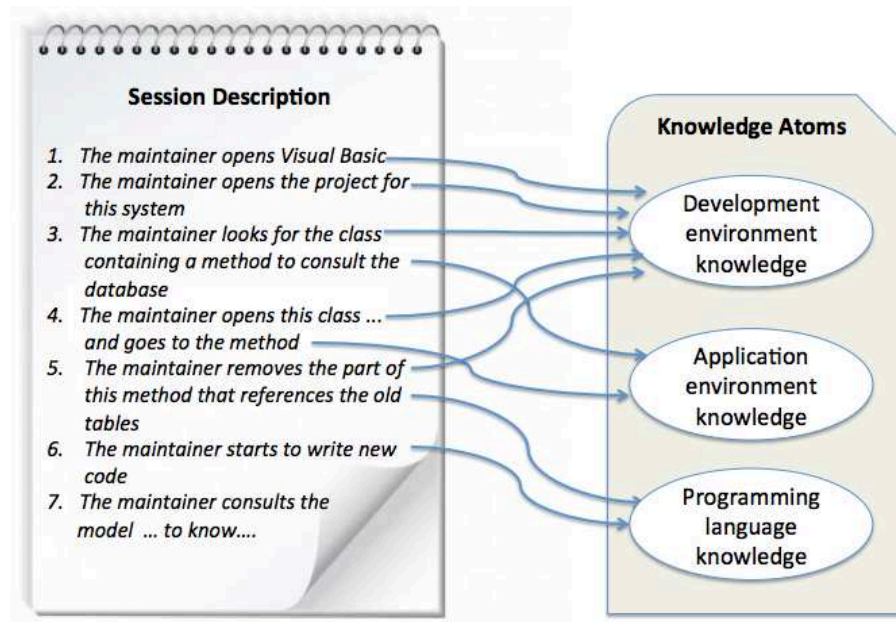 Session Description
1. The maintainer opens Visual Basic
2. The maintainer opens the project for
this system
3. The maintainer looks for the class
containing a method to consult the
database
4. The maintainer opens this class ...
and goes to the method
5. The maintainer removes the part of
this method that references the old
tables
6. The maintainer starts to write new
code
7. The maintainer consults the
model ... to know....
Knowledge Atoms
Development
environment
knowledge
Application
environment
knowledge
Programming
language
knowledge